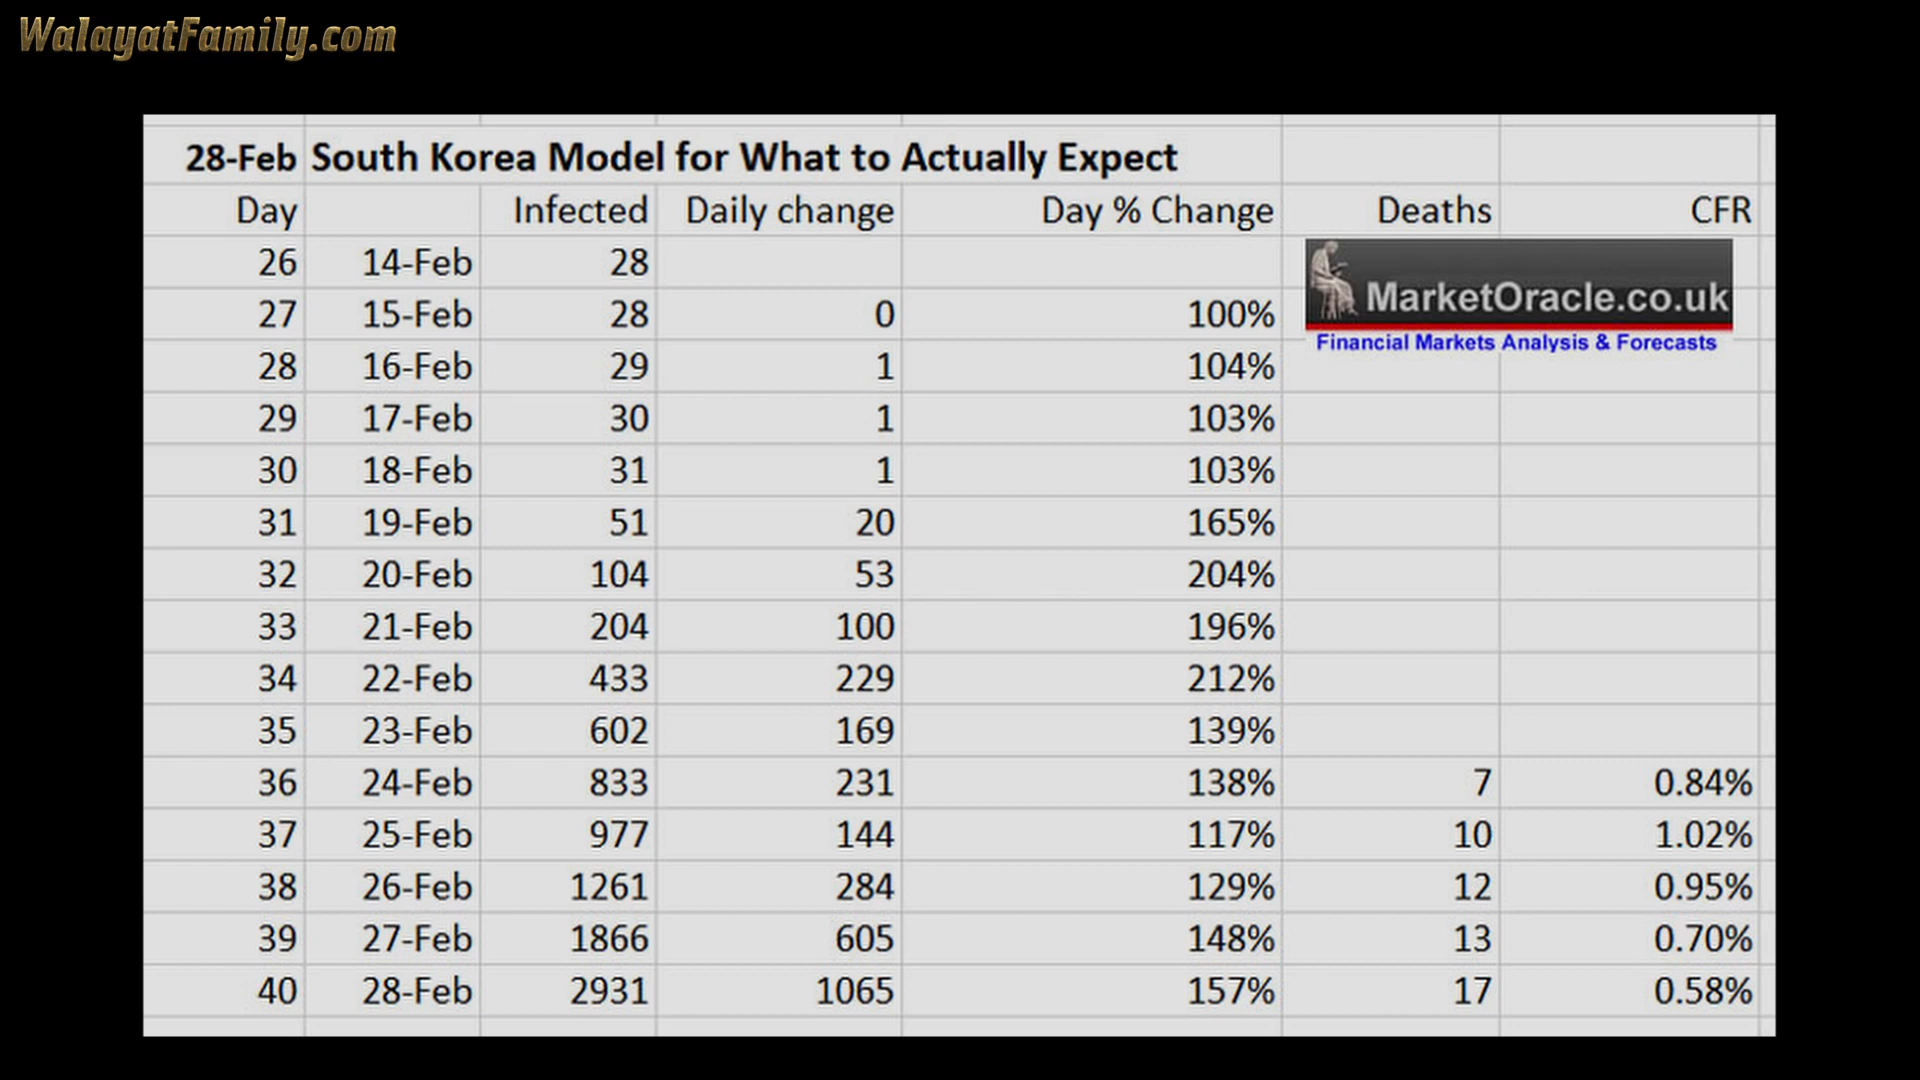 WalayatFamily.com
28-Feb South Korea Model for What to Actually Expect
Day Infected Daily change Day % Change Deaths CFR
26 14-Feb 28
MarketOracle.co.uk
Financial Markets Analysis & Forecasts
27 15-Feb 28 0 100%
28 16-Feb 29 1 104%
29 17-Feb 30 1 103%
30 18-Feb 31 1 103%
31 19-Feb 51 20 165%
32 20-Feb 104 53 204%
33 21-Feb 204 100 196%
34 22-Feb 433 229 212%
35 23-Feb 602 169 139%
36 24-Feb 833 231 138% 7 0.84%
37 25-Feb 977 144 117% 10 1.02%
38 26-Feb 1261 284 129% 12 0.95%
39 27-Feb 1866 605 148% 13 0.70%
40 28-Feb 2931 1065 157% 17 0.58%